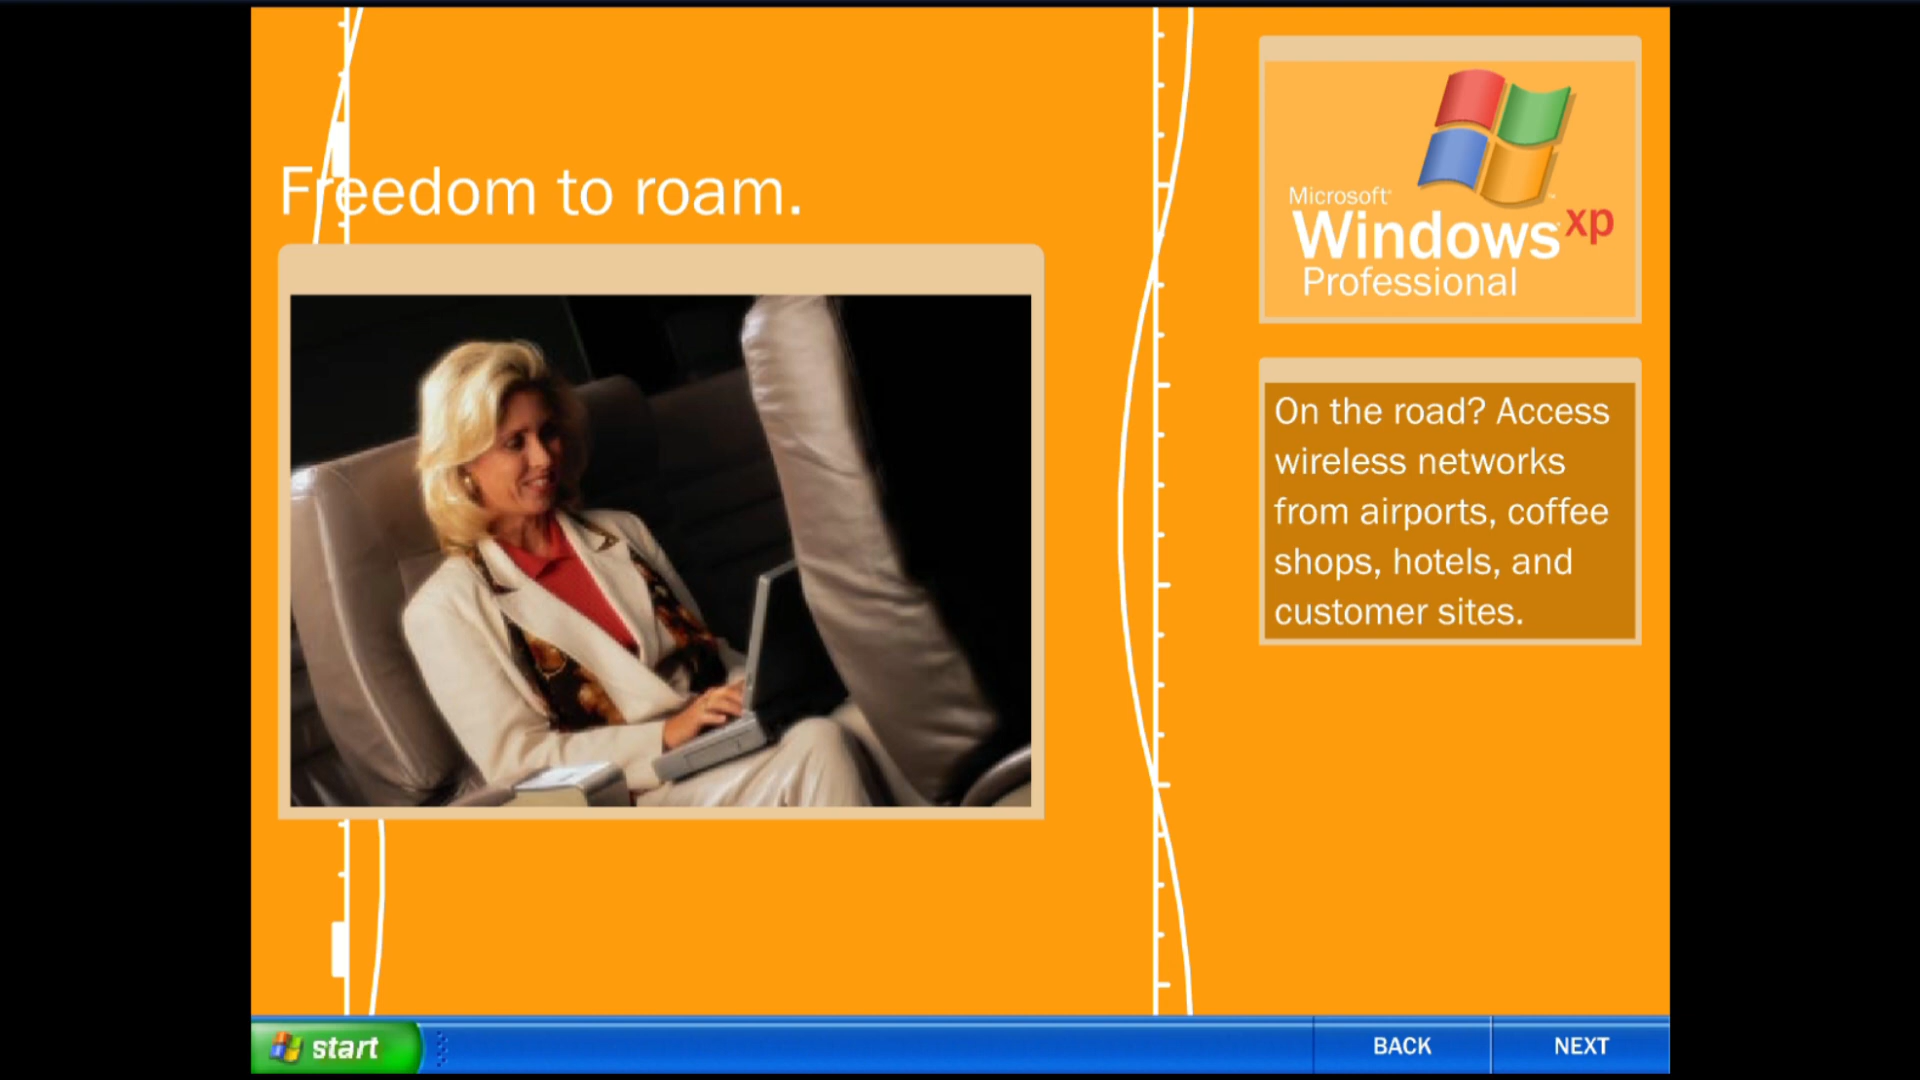 Freedom to roam.
Microsoft®
Windows xp
Professional
On the road? Access
wireless networks
from airports, coffee
shops, hotels, and
customer sites.
start
BACK
NEXT